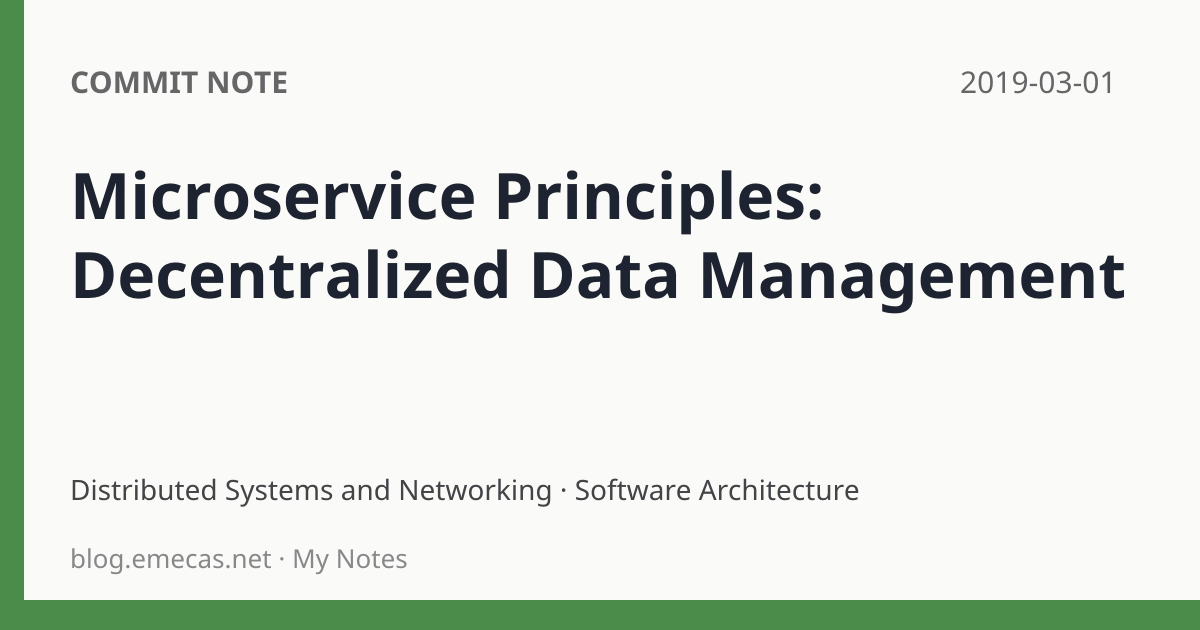 COMMIT NOTE
2019-03-01
Microservice Principles:
Decentralized Data Management
Distributed Systems and Networking · Software Architecture
blog.emecas.net · My Notes